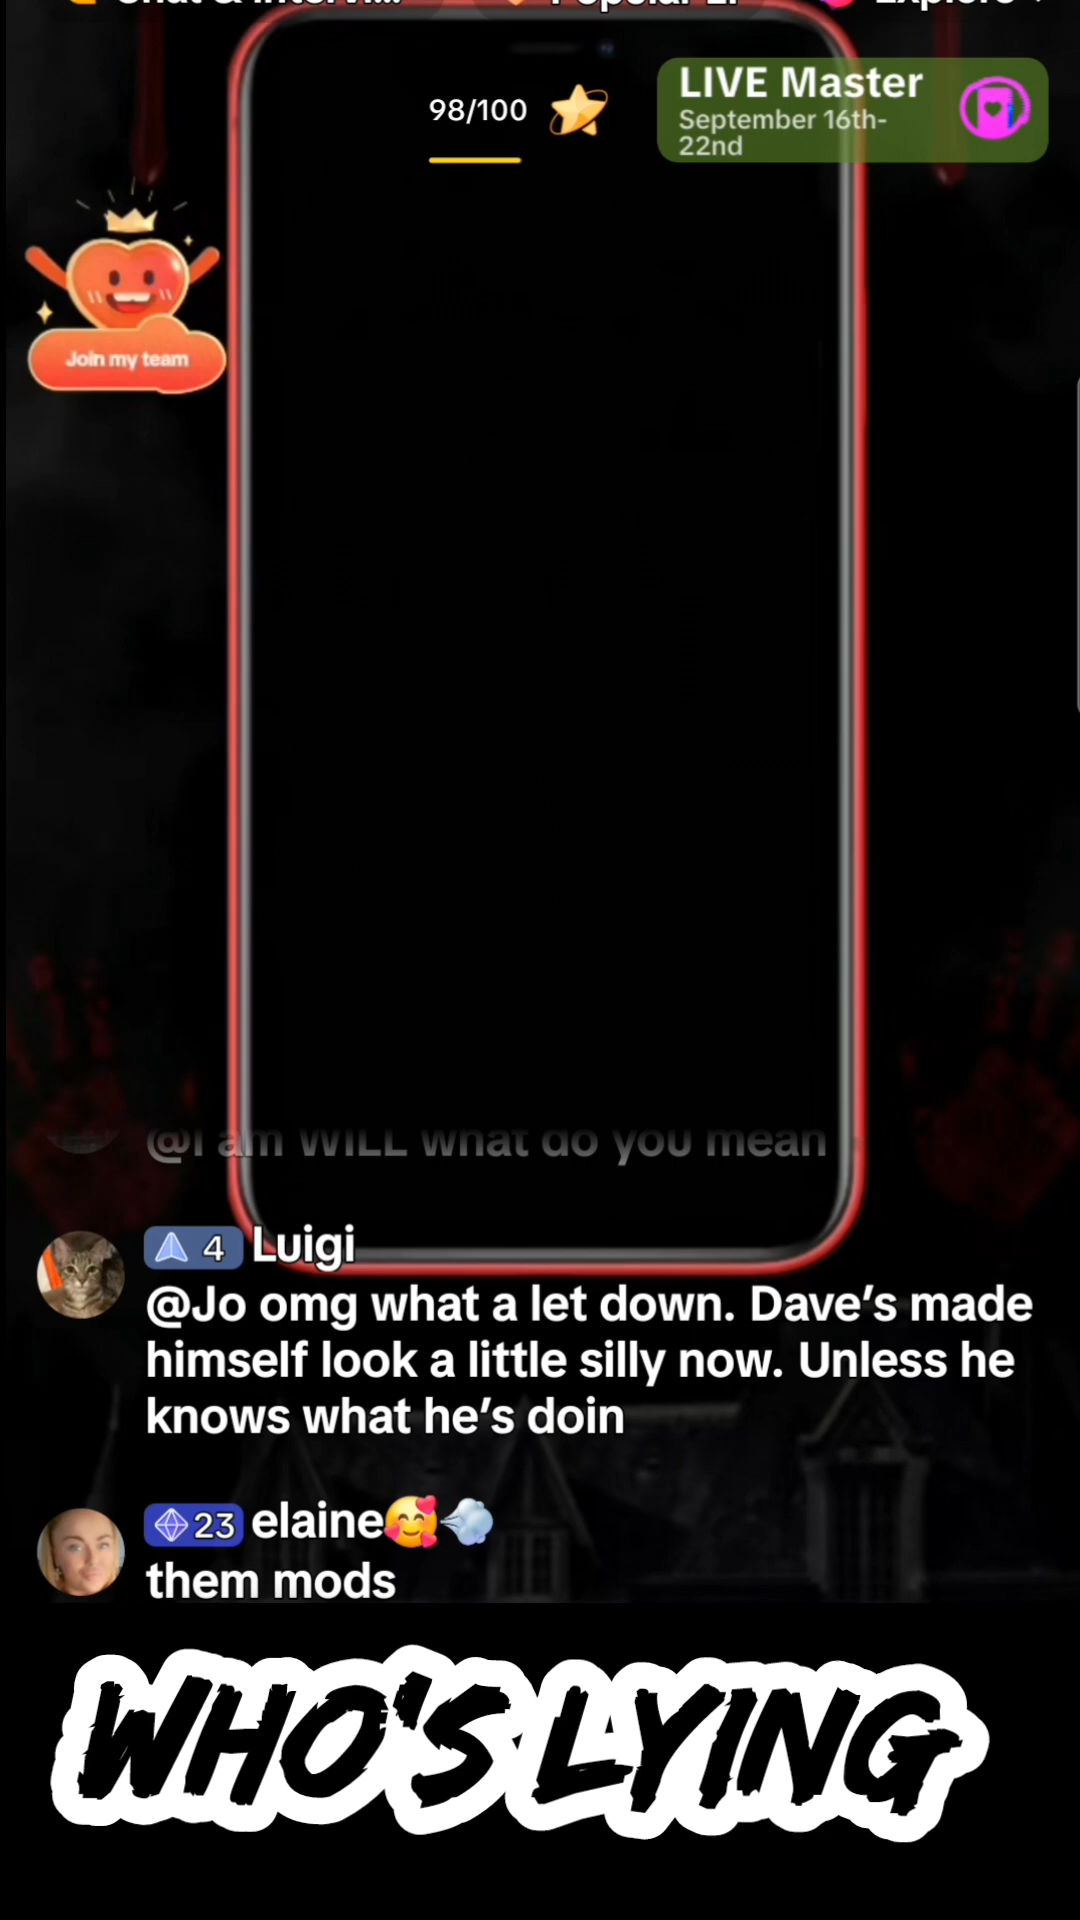 98/100
LIVE Master
September 16th-
22nd
Join my team
@I am WILL what do you mean
4 Luigi
@Jo omg what a let down. Dave's made
himself look a little silly now. Unless he
knows what he's doin
23 elaine🥰💨
them mods
WHO'S LYING